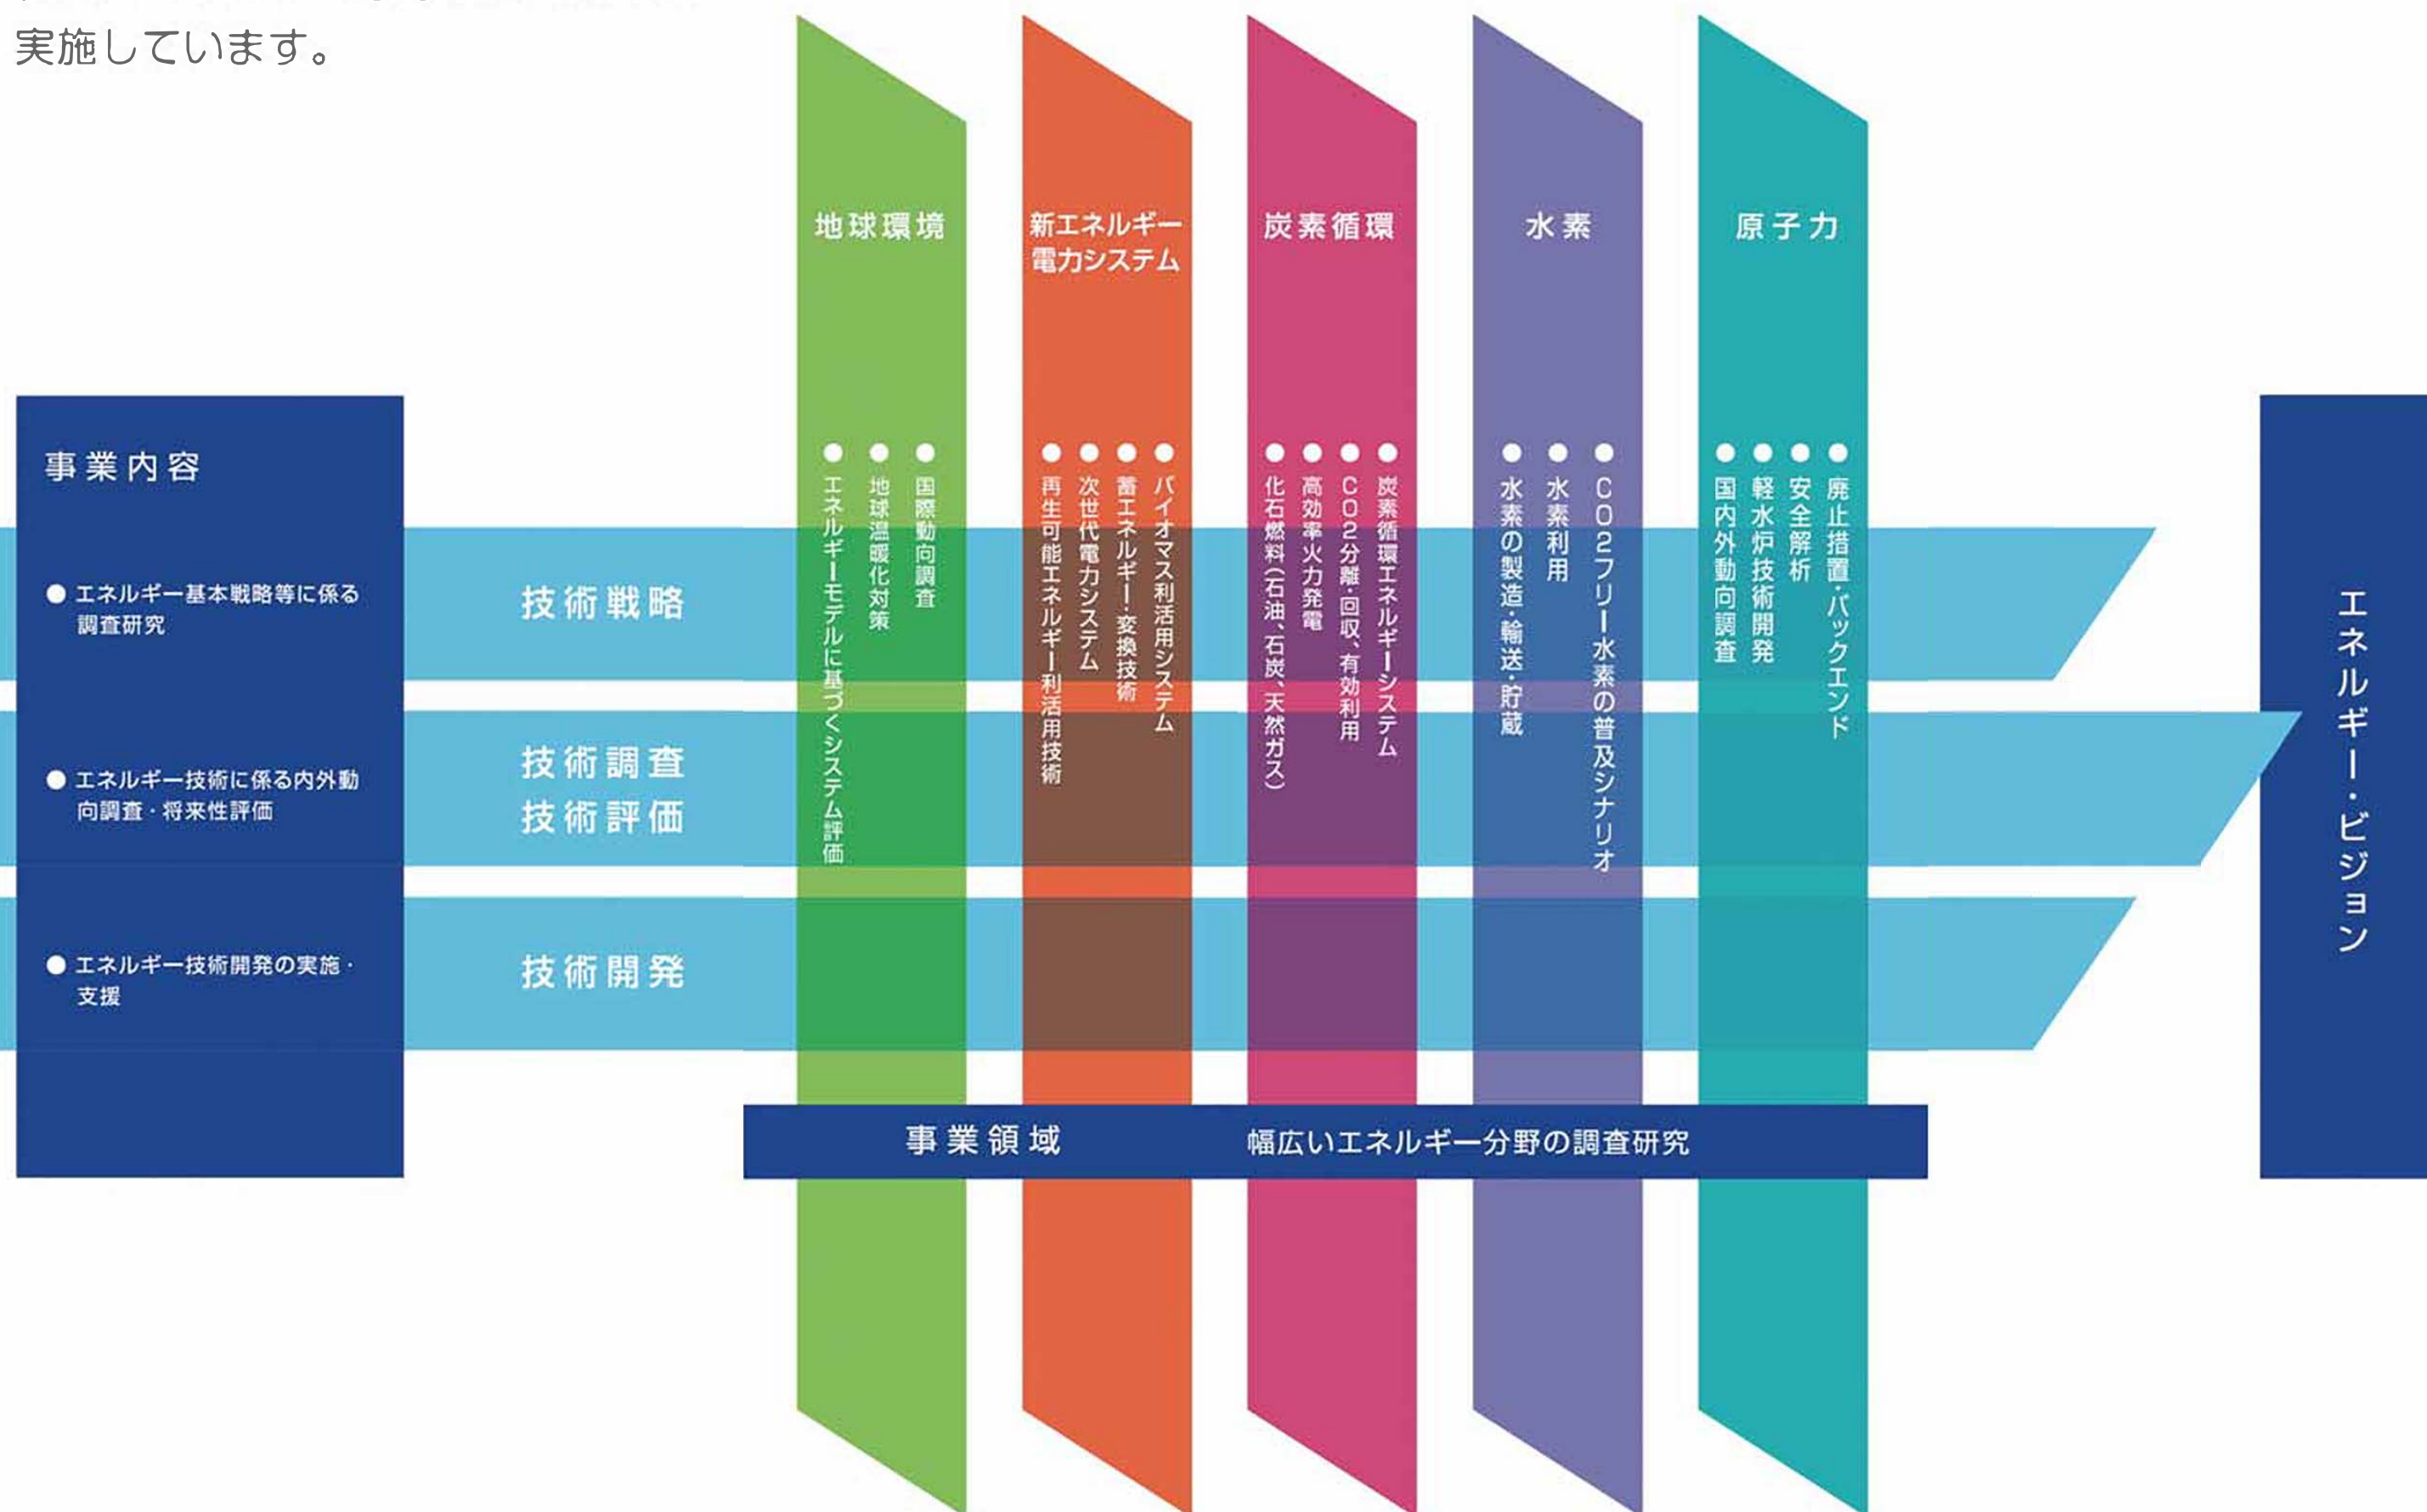 実施しています。
地球環境
新エネルギー
電力システム
炭素循環
水素
原子力
事業内容
● エネルギー基本戦略等に係る
調査研究
● エネルギー技術に係る内外動
向調査・将来性評価
● エネルギー技術開発の実施・
支援
技術戦略
技術調査
技術評価
技術開発
● エネルギーモデルに基づくシステム評価
● 地球温暖化対策
● 国際動向調査
● 再生可能エネルギー利活用技術
● 次世代電力システム
● 蓄エネルギー・変換技術
● バイオマス利活用システム
● 化石燃料(石油、石炭、天然ガス)
● 高効率火力発電
● CO2分離・回収、有効利用
● 炭素循環エネルギーシステム
● 水素の製造・輸送・貯蔵
● 水素利用
● CO2フリー水素の普及シナリオ
● 国内外動向調査
● 軽水炉技術開発
● 安全解析
● 廃止措置・バックエンド
エネルギー・ビジョン
事業領域 幅広いエネルギー分野の調査研究